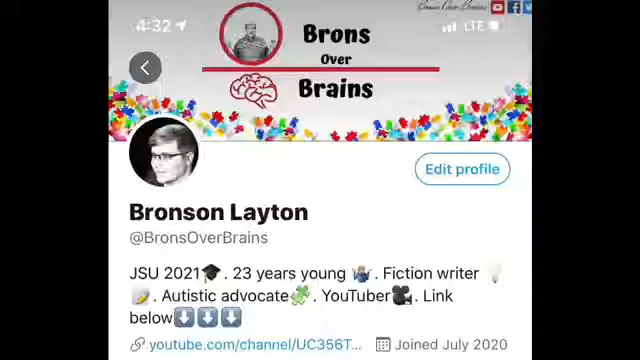 Brons Over Brains
4:32
LTE
Brons
Over
Brains
Edit profile
Bronson Layton
@BronsOverBrains
JSU 2021🎓. 23 years young 🤷‍♂️. Fiction writer 💡
📝. Autistic advocate🧩. YouTuber🎥. Link
below⬇️⬇️⬇️
youtube.com/channel/UC356T... Joined July 2020